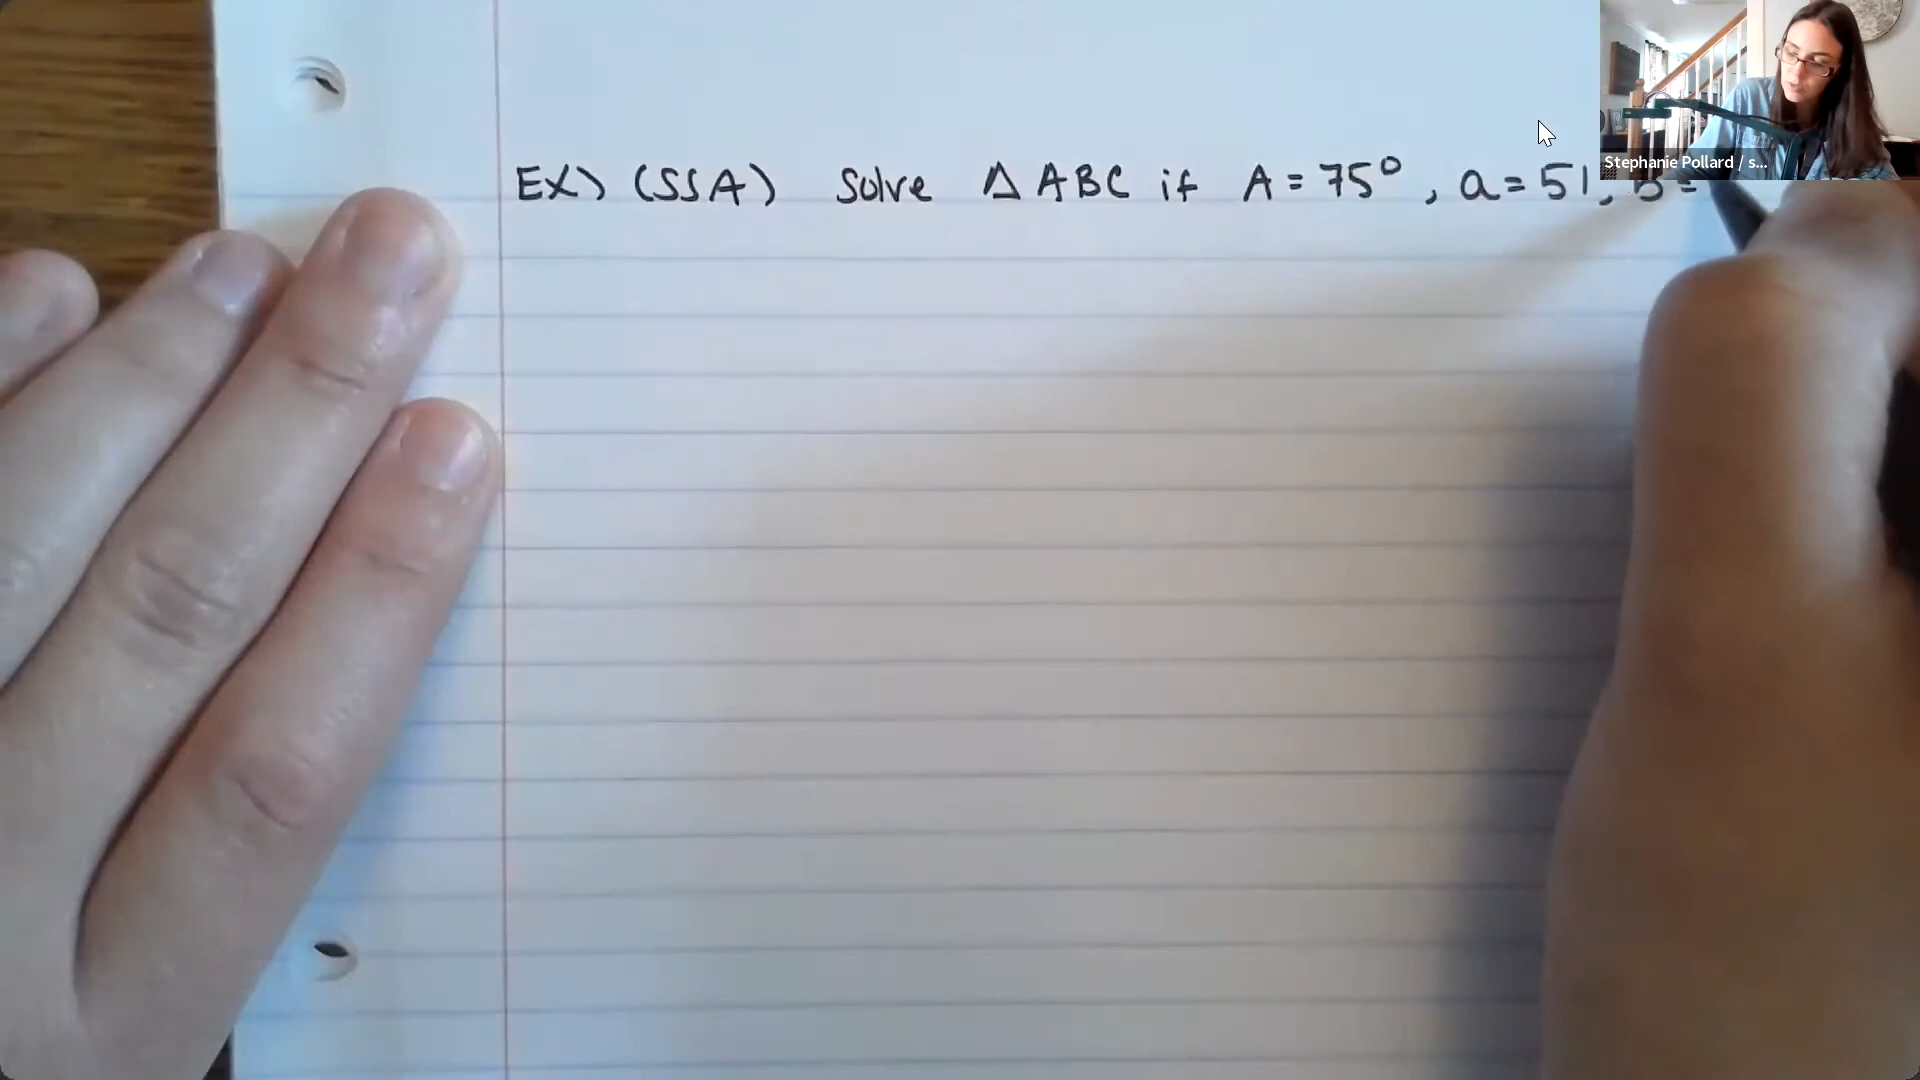 Stephanie Pollard / s...
EX) (SSA) Solve △ABC if A = 75°, a = 51, b =